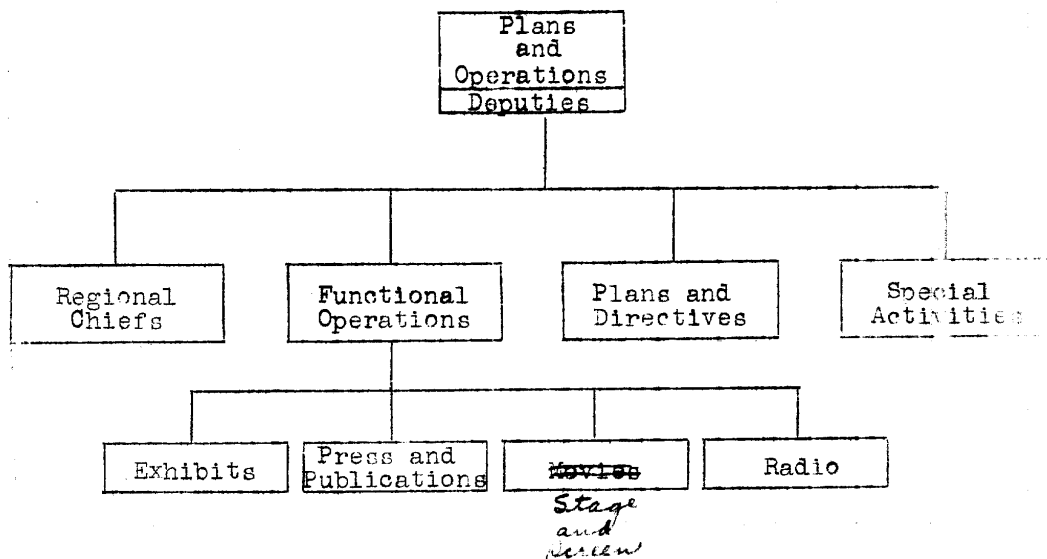 Plans
and
Operations
Deputies
Regional
Chiefs
Functional
Operations
Plans and
Directives
Special
Activities
Exhibits
Press and
Publications
Movies
Radio
Stage
and
Screen